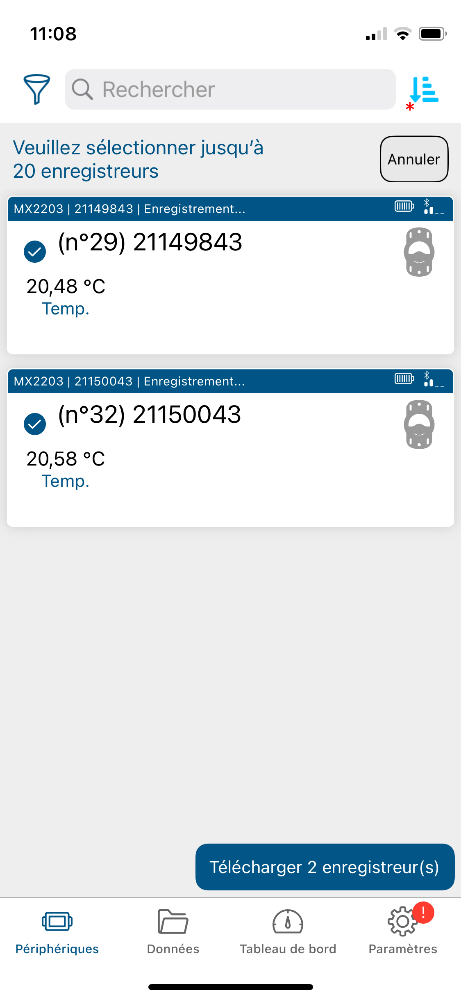 11:08
Rechercher
*
Veuillez sélectionner jusqu’à
20 enregistreurs
Annuler
MX2203 | 21149843 | Enregistrement...
(n°29) 21149843
20,48 °C
Temp.
MX2203 | 21150043 | Enregistrement...
(n°32) 21150043
20,58 °C
Temp.
Télécharger 2 enregistreur(s)
!
Périphériques
Données
Tableau de bord
Paramètres